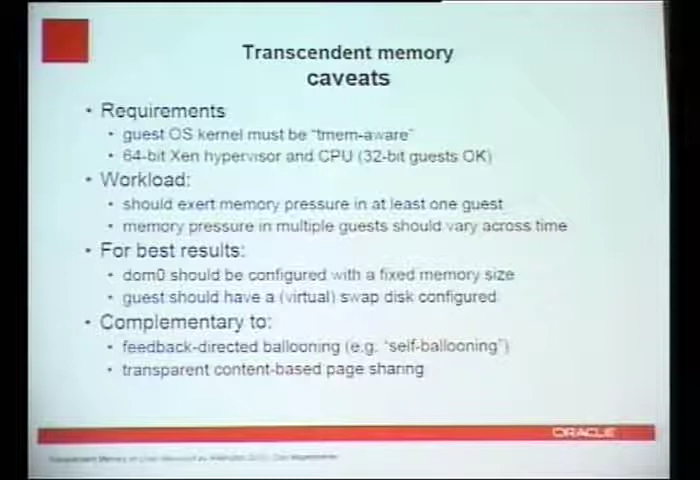 Transcendent memory
caveats
• Requirements
• guest OS kernel must be "tmem-aware"
• 64-bit Xen hypervisor and CPU (32-bit guests OK)
• Workload:
• should exert memory pressure in at least one guest
• memory pressure in multiple guests should vary across time
• For best results:
• dom0 should be configured with a fixed memory size
• guest should have a (virtual) swap disk configured
• Complementary to:
• feedback-directed ballooning (e.g. "self-ballooning")
• transparent content-based page sharing
ORACLE
Transcendent Memory